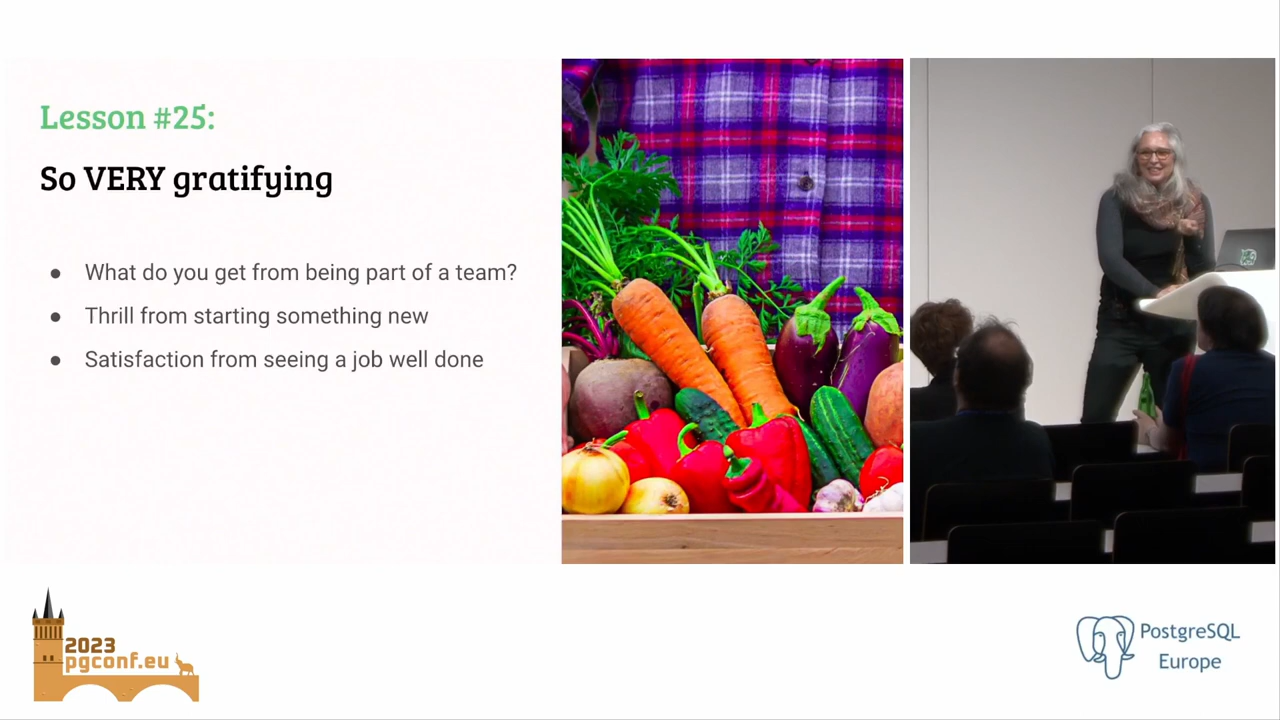 Lesson #25:
So VERY gratifying
● What do you get from being part of a team?
● Thrill from starting something new
● Satisfaction from seeing a job well done
2023
pgconf.eu
PostgreSQL
Europe